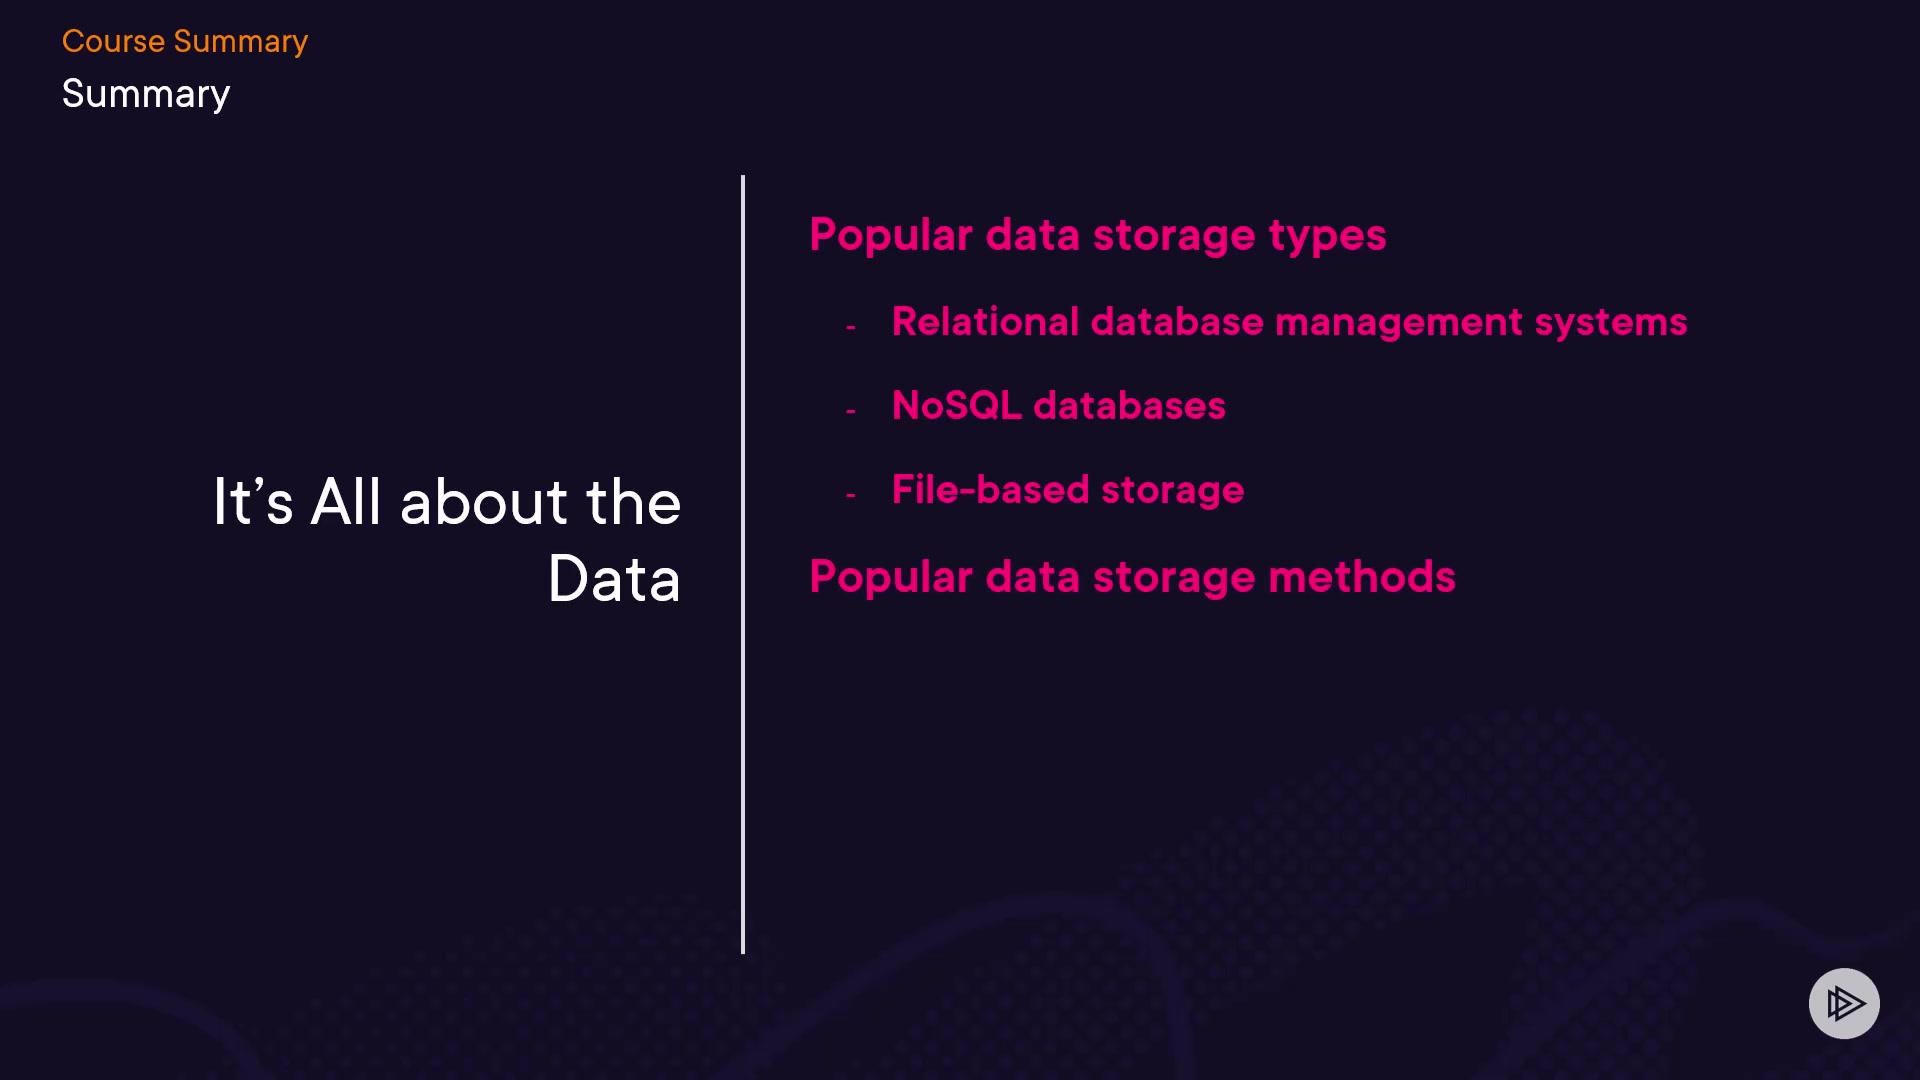 Course Summary
Summary
It’s All about the
Data
Popular data storage types
- Relational database management systems
- NoSQL databases
- File-based storage
Popular data storage methods